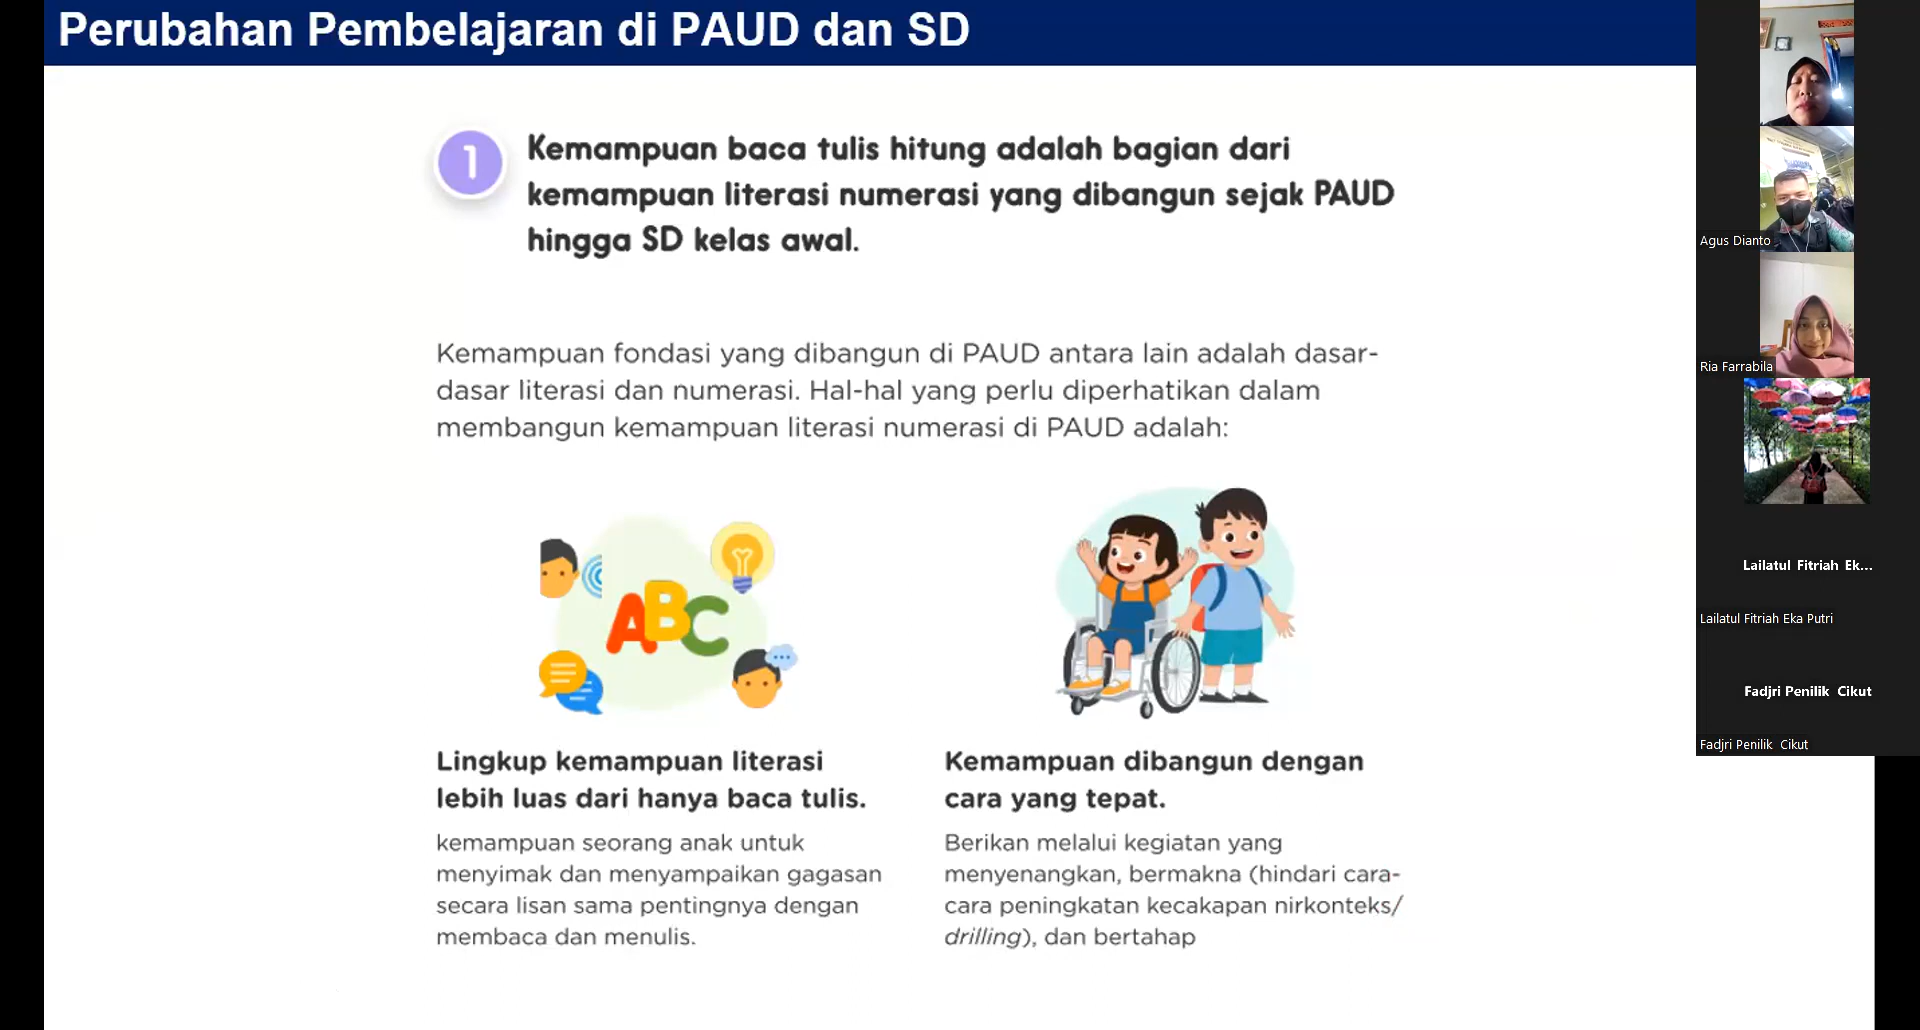 Perubahan Pembelajaran di PAUD dan SD
1
Kemampuan baca tulis hitung adalah bagian dari
kemampuan literasi numerasi yang dibangun sejak PAUD
hingga SD kelas awal.
Kemampuan fondasi yang dibangun di PAUD antara lain adalah dasar-
dasar literasi dan numerasi. Hal-hal yang perlu diperhatikan dalam
membangun kemampuan literasi numerasi di PAUD adalah:
ABC
Lingkup kemampuan literasi
lebih luas dari hanya baca tulis.
kemampuan seorang anak untuk
menyimak dan menyampaikan gagasan
secara lisan sama pentingnya dengan
membaca dan menulis.
Kemampuan dibangun dengan
cara yang tepat.
Berikan melalui kegiatan yang
menyenangkan, bermakna (hindari cara-
cara peningkatan kecakapan nirkonteks/
drilling), dan bertahap
Agus Dianto
Ria Farrabila
Lailatul Fitriah Ek...
Lailatul Fitriah Eka Putri
Fadjri Penilik Cikut
Fadjri Penilik Cikut